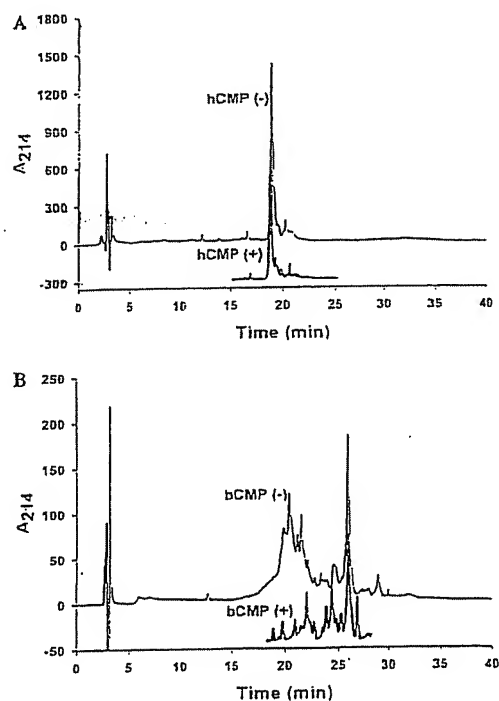 A
1800
1500
1200
900
600
300
0
-300
A214
hCMP (-)
hCMP (+)
0 5 10 15 20 25 30 35 40
Time (min)
B
250
200
150
100
50
0
-50
A214
bCMP (-)
bCMP (+)
0 5 10 15 20 25 30 35 40
Time (min)